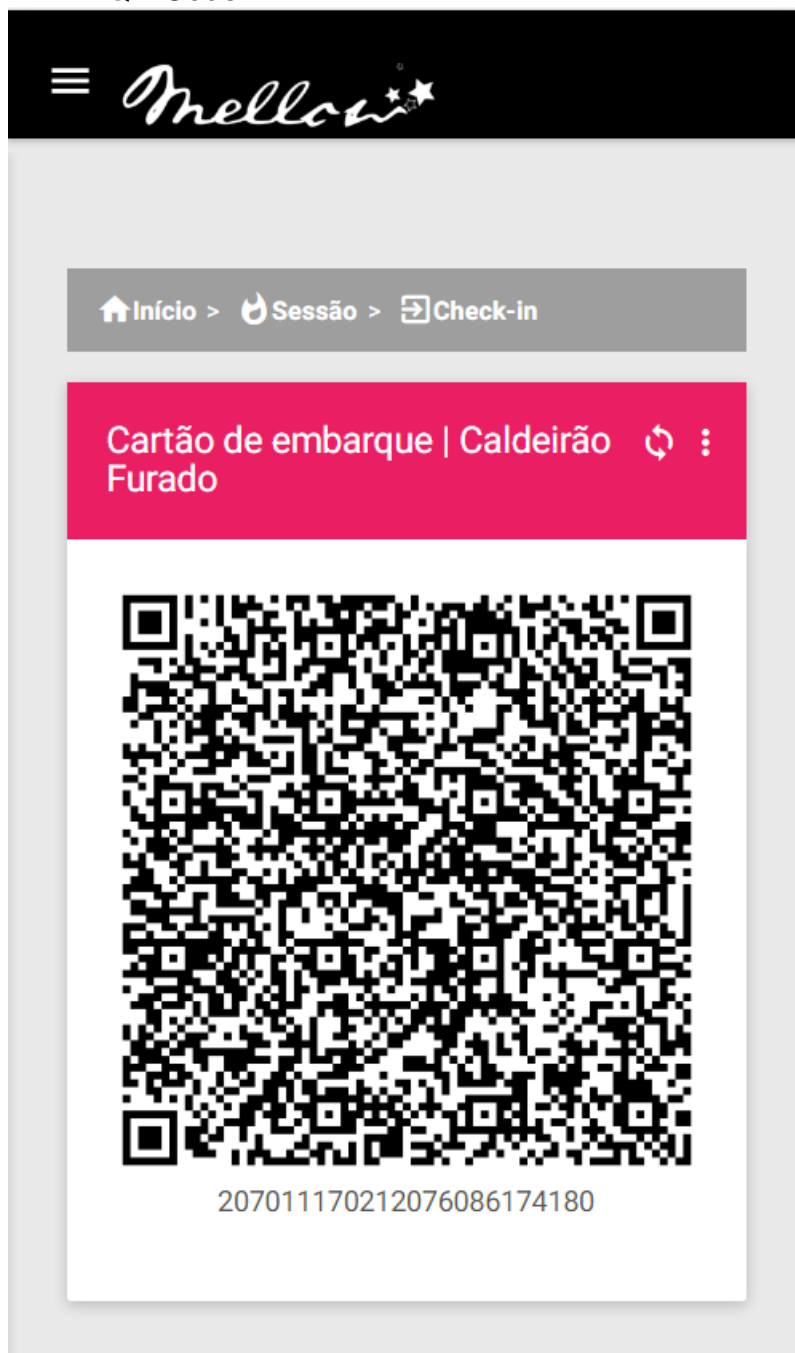 Mellow
Início > Sessão > Check-in
Cartão de embarque | Caldeirão
Furado
207011170212076086174180